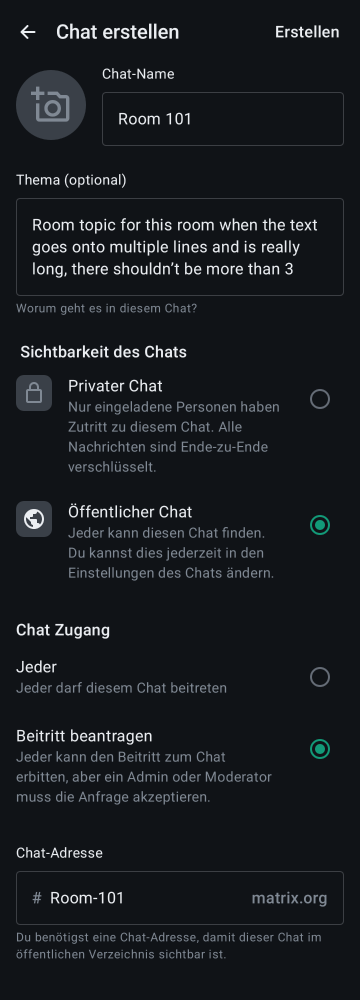 Chat erstellen
Erstellen
Chat-Name
Room 101
Thema (optional)
Room topic for this room when the text
goes onto multiple lines and is really
long, there shouldn’t be more than 3
Worum geht es in diesem Chat?
Sichtbarkeit des Chats
Privater Chat
Nur eingeladene Personen haben
Zutritt zu diesem Chat. Alle
Nachrichten sind Ende-zu-Ende
verschlüsselt.
Öffentlicher Chat
Jeder kann diesen Chat finden.
Du kannst dies jederzeit in den
Einstellungen des Chats ändern.
Chat Zugang
Jeder
Jeder darf diesem Chat beitreten
Beitritt beantragen
Jeder kann den Beitritt zum Chat
erbitten, aber ein Admin oder Moderator
muss die Anfrage akzeptieren.
Chat-Adresse
# Room-101 matrix.org
Du benötigst eine Chat-Adresse, damit dieser Chat im
öffentlichen Verzeichnis sichtbar ist.